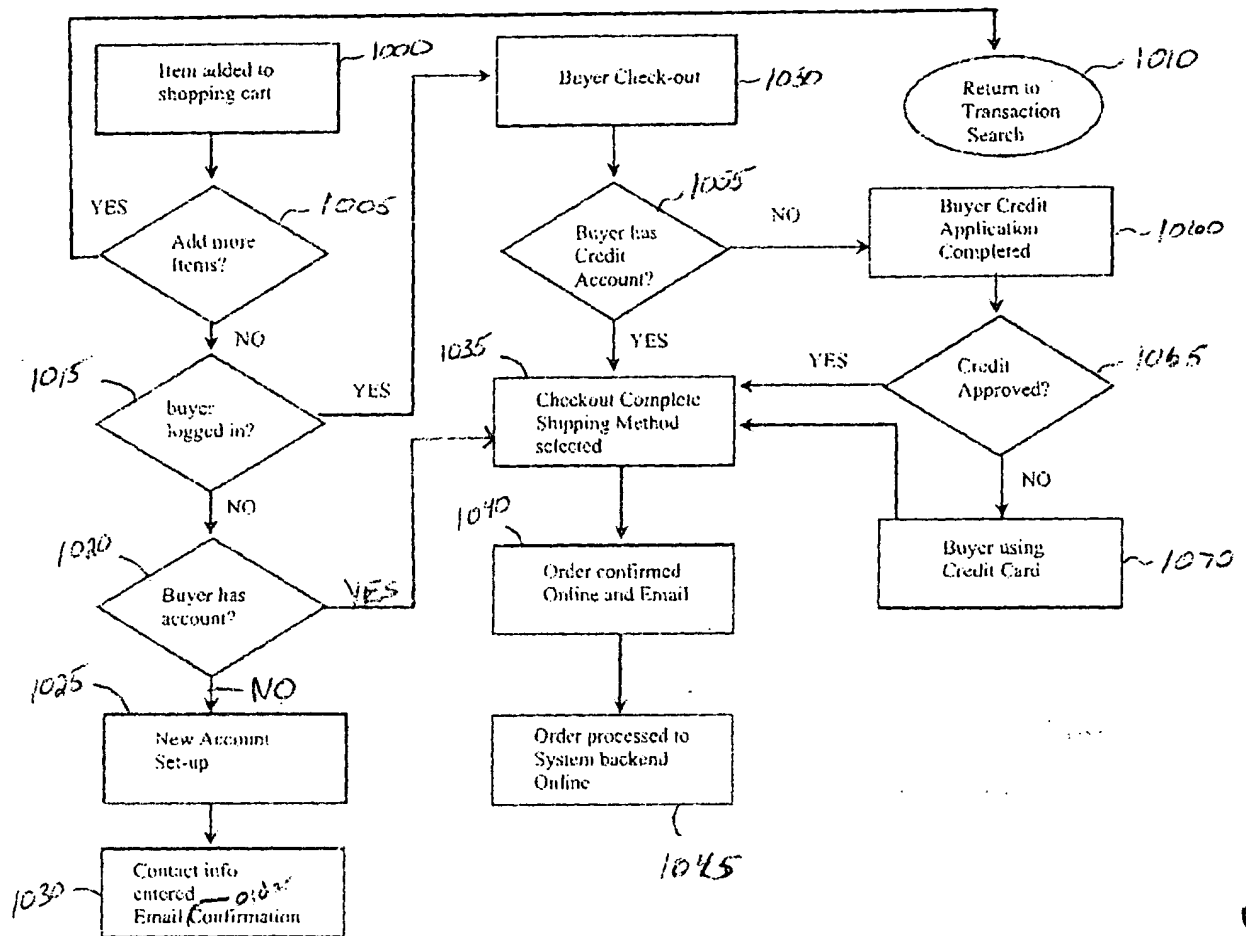 Item added to
shopping cart
1000
YES
Add more
Items?
1005
NO
1015
buyer
logged in?
YES
NO
1020
Buyer has
account?
YES
NO
1025
New Account
Set-up
1030
Contact info
entered
Email Confirmation
Buyer Check-out
Buyer has
Credit
Account?
NO
YES
1035
Checkout Complete
Shipping Method
selected
1040
Order confirmed
Online and Email
Order processed to
System backend
Online
1045
Return to
Transaction
Search
1010
Buyer Credit
Application
Completed
1060
Credit
Approved?
1065
YES
NO
Buyer using
Credit Card
1070